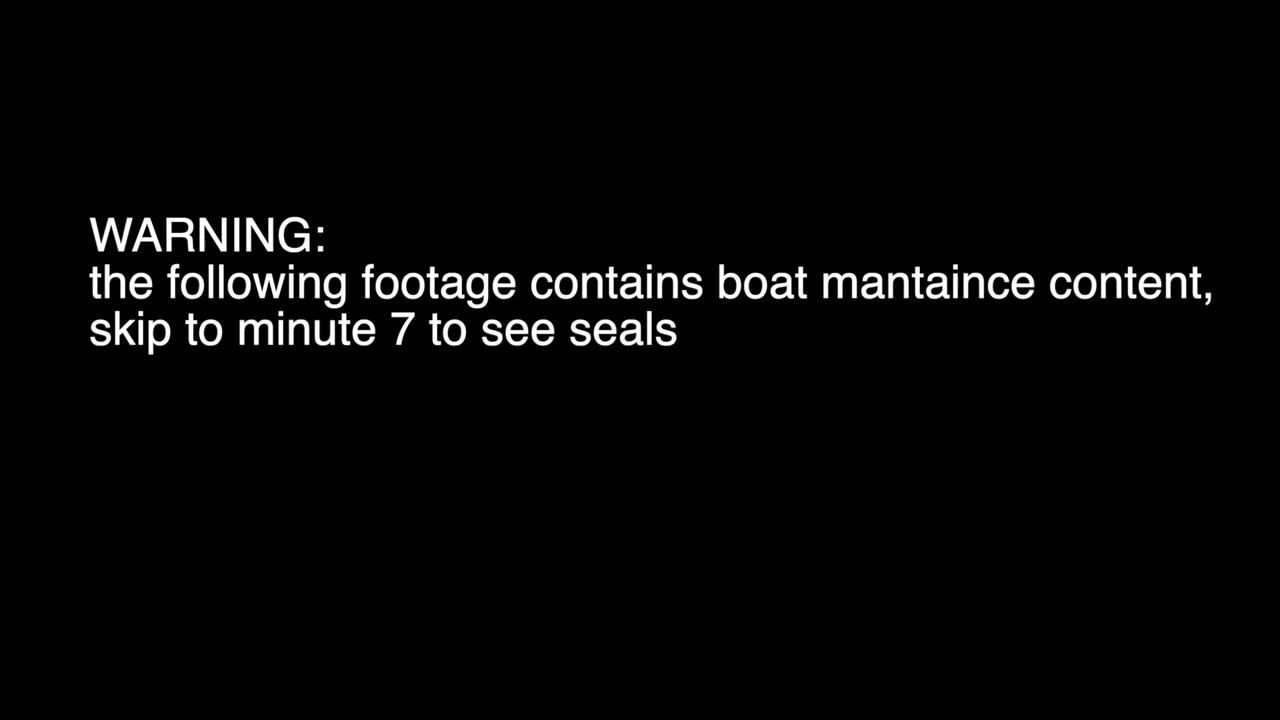 WARNING:
the following footage contains boat mantaince content,
skip to minute 7 to see seals